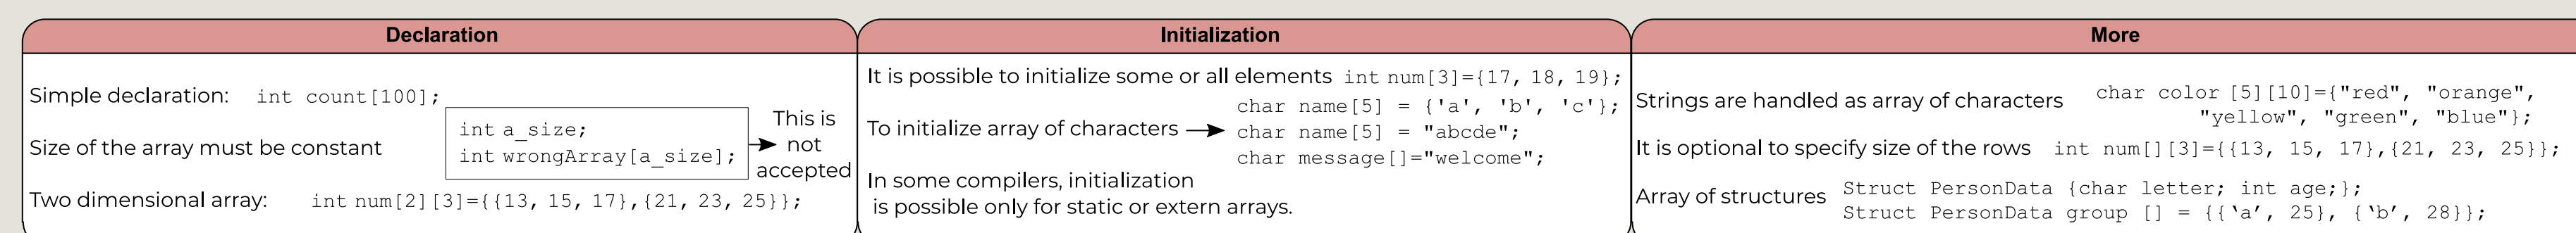 Declaration
Simple declaration: int count[100];
Size of the array must be constant
int a_size;
int wrongArray[a_size];
This is
not
accepted
Two dimensional array: int num[2][3]={{13, 15, 17},{21, 23, 25}};
Initialization
It is possible to initialize some or all elements int num[3]={17, 18, 19};
To initialize array of characters
char name[5] = {'a', 'b', 'c'};
char name[5] = "abcde";
char message[]="welcome";
In some compilers, initialization
is possible only for static or extern arrays.
More
Strings are handled as array of characters
char color [5][10]={"red", "orange",
"yellow", "green", "blue"};
It is optional to specify size of the rows int num[][3]={{13, 15, 17},{21, 23, 25}};
Array of structures
Struct PersonData {char letter; int age;};
Struct PersonData group [] = {{‘a’, 25}, {‘b’, 28}};